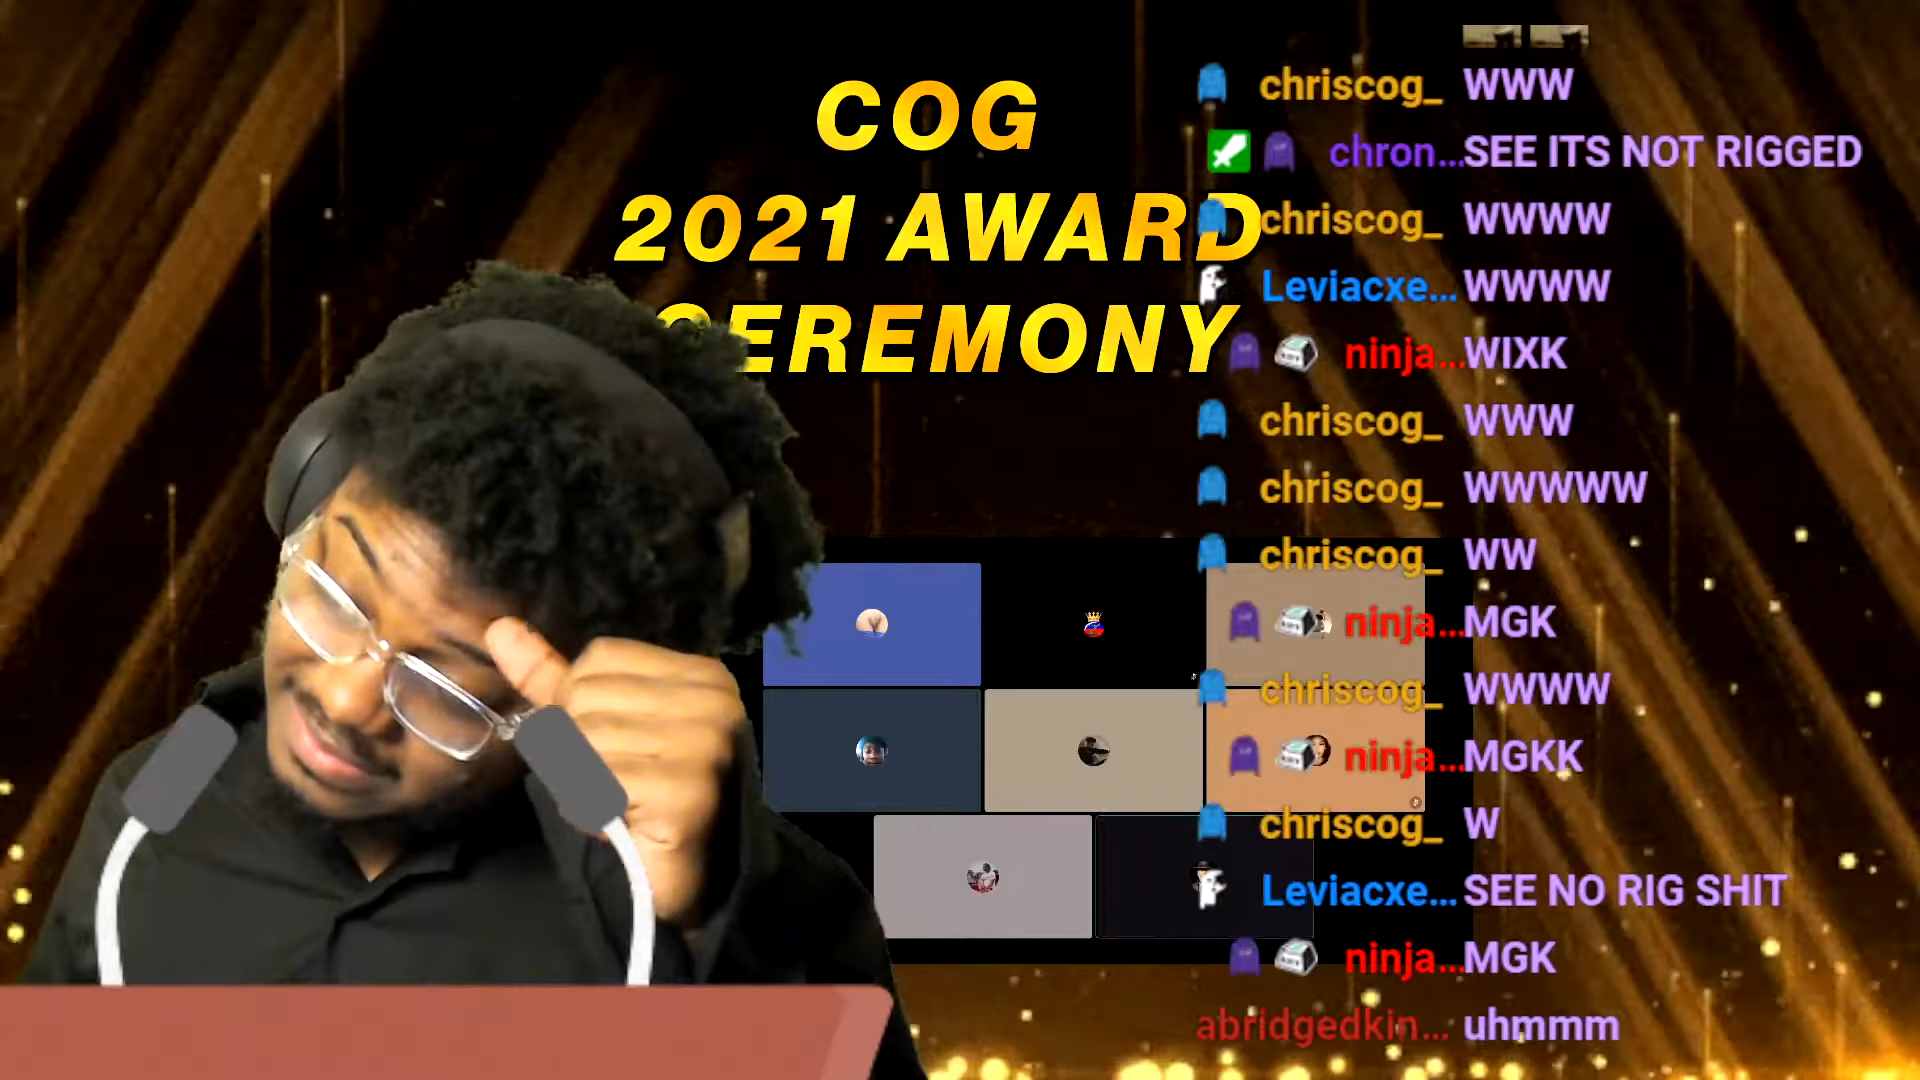 COG
2021 AWARD
CEREMONY
chriscog_ WWW
chron... SEE ITS NOT RIGGED
chriscog_ WWWW
Leviacxe... WWWW
ninja... WIXK
chriscog_ WWW
chriscog_ WWWWW
chriscog_ WW
ninja... MGK
chriscog_ WWWW
ninja... MGKK
chriscog_ W
Leviacxe... SEE NO RIG SHIT
ninja... MGK
abridgedkin... uhmmm